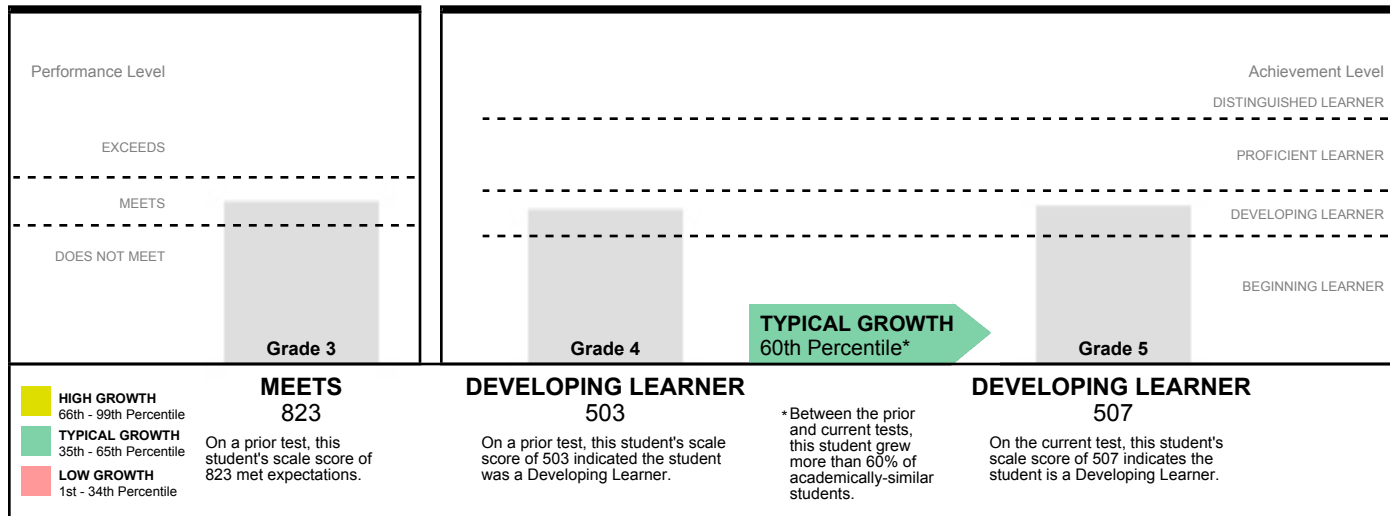 Performance Level
EXCEEDS
MEETS
DOES NOT MEET
Grade 3
Achievement Level
DISTINGUISHED LEARNER
PROFICIENT LEARNER
DEVELOPING LEARNER
BEGINNING LEARNER
Grade 4
TYPICAL GROWTH
60th Percentile*
Grade 5
HIGH GROWTH
66th - 99th Percentile
TYPICAL GROWTH
35th - 65th Percentile
LOW GROWTH
1st - 34th Percentile
MEETS
823
On a prior test, this
student's scale score of
823 met expectations.
DEVELOPING LEARNER
503
On a prior test, this student's scale
score of 503 indicated the student
was a Developing Learner.
*Between the prior
and current tests,
this student grew
more than 60% of
academically-similar
students.
DEVELOPING LEARNER
507
On the current test, this student's
scale score of 507 indicates the
student is a Developing Learner.